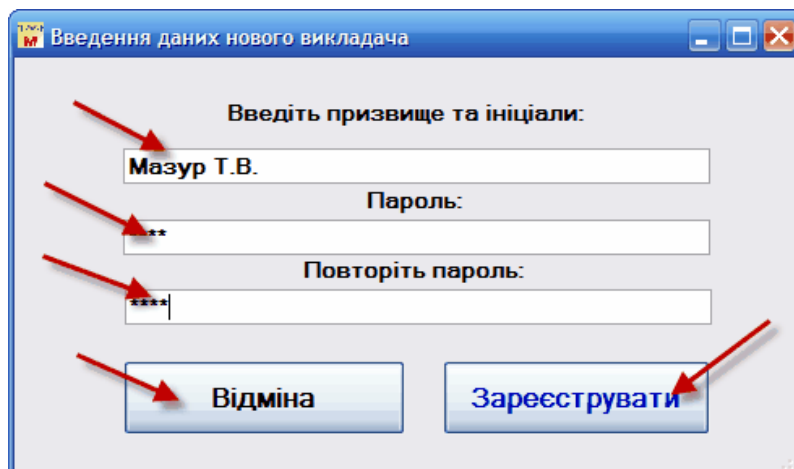 Введення даних нового викладача
Введіть призвище та ініціали:
Мазур Т.В.
Пароль:
****
Повторіть пароль:
****
Відміна
Зареєструвати